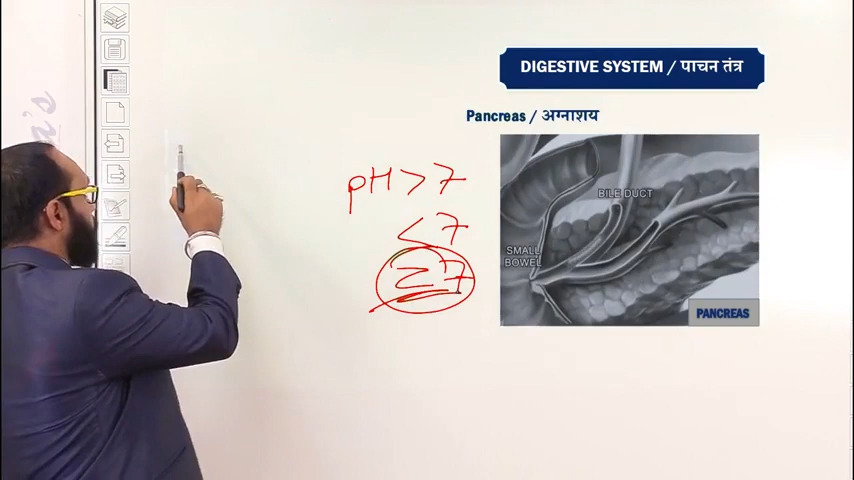 DIGESTIVE SYSTEM / पाचन तंत्र
Pancreas / अग्नाशय
pH > 7
< 7
BILE DUCT
SMALL
BOWEL
PANCREAS